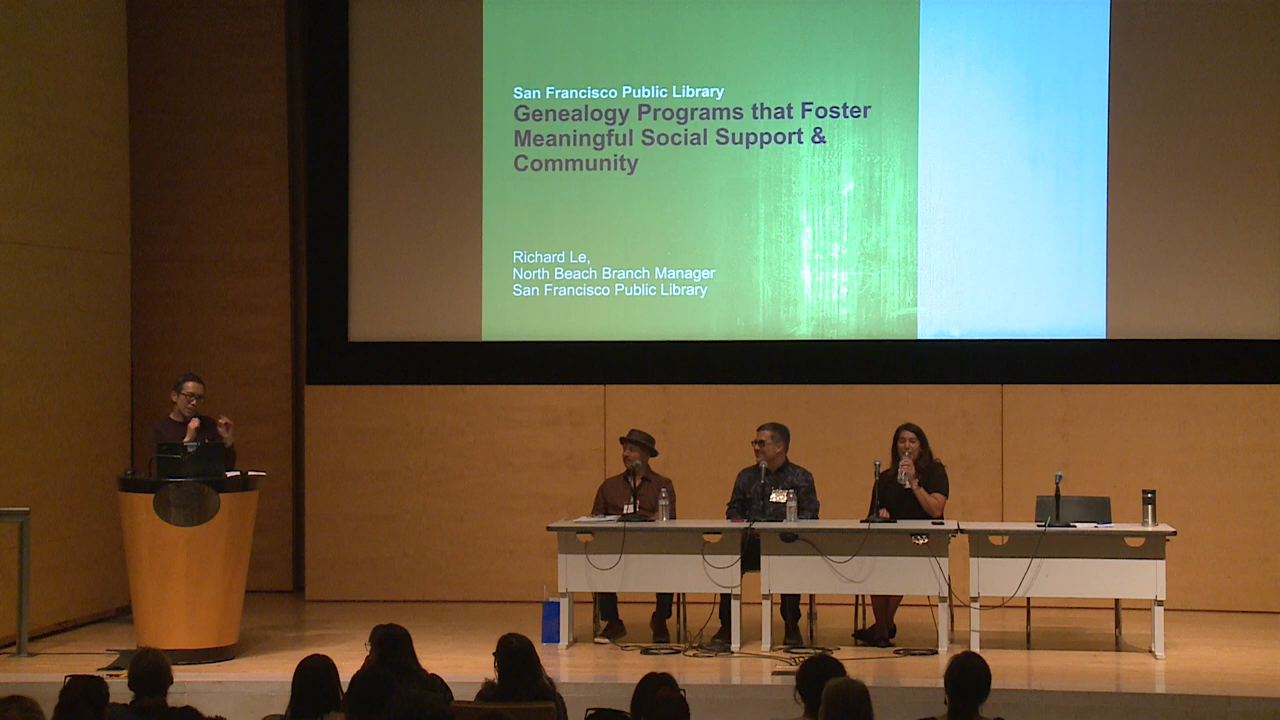 San Francisco Public Library
Genealogy Programs that Foster
Meaningful Social Support &
Community
Richard Le,
North Beach Branch Manager
San Francisco Public Library